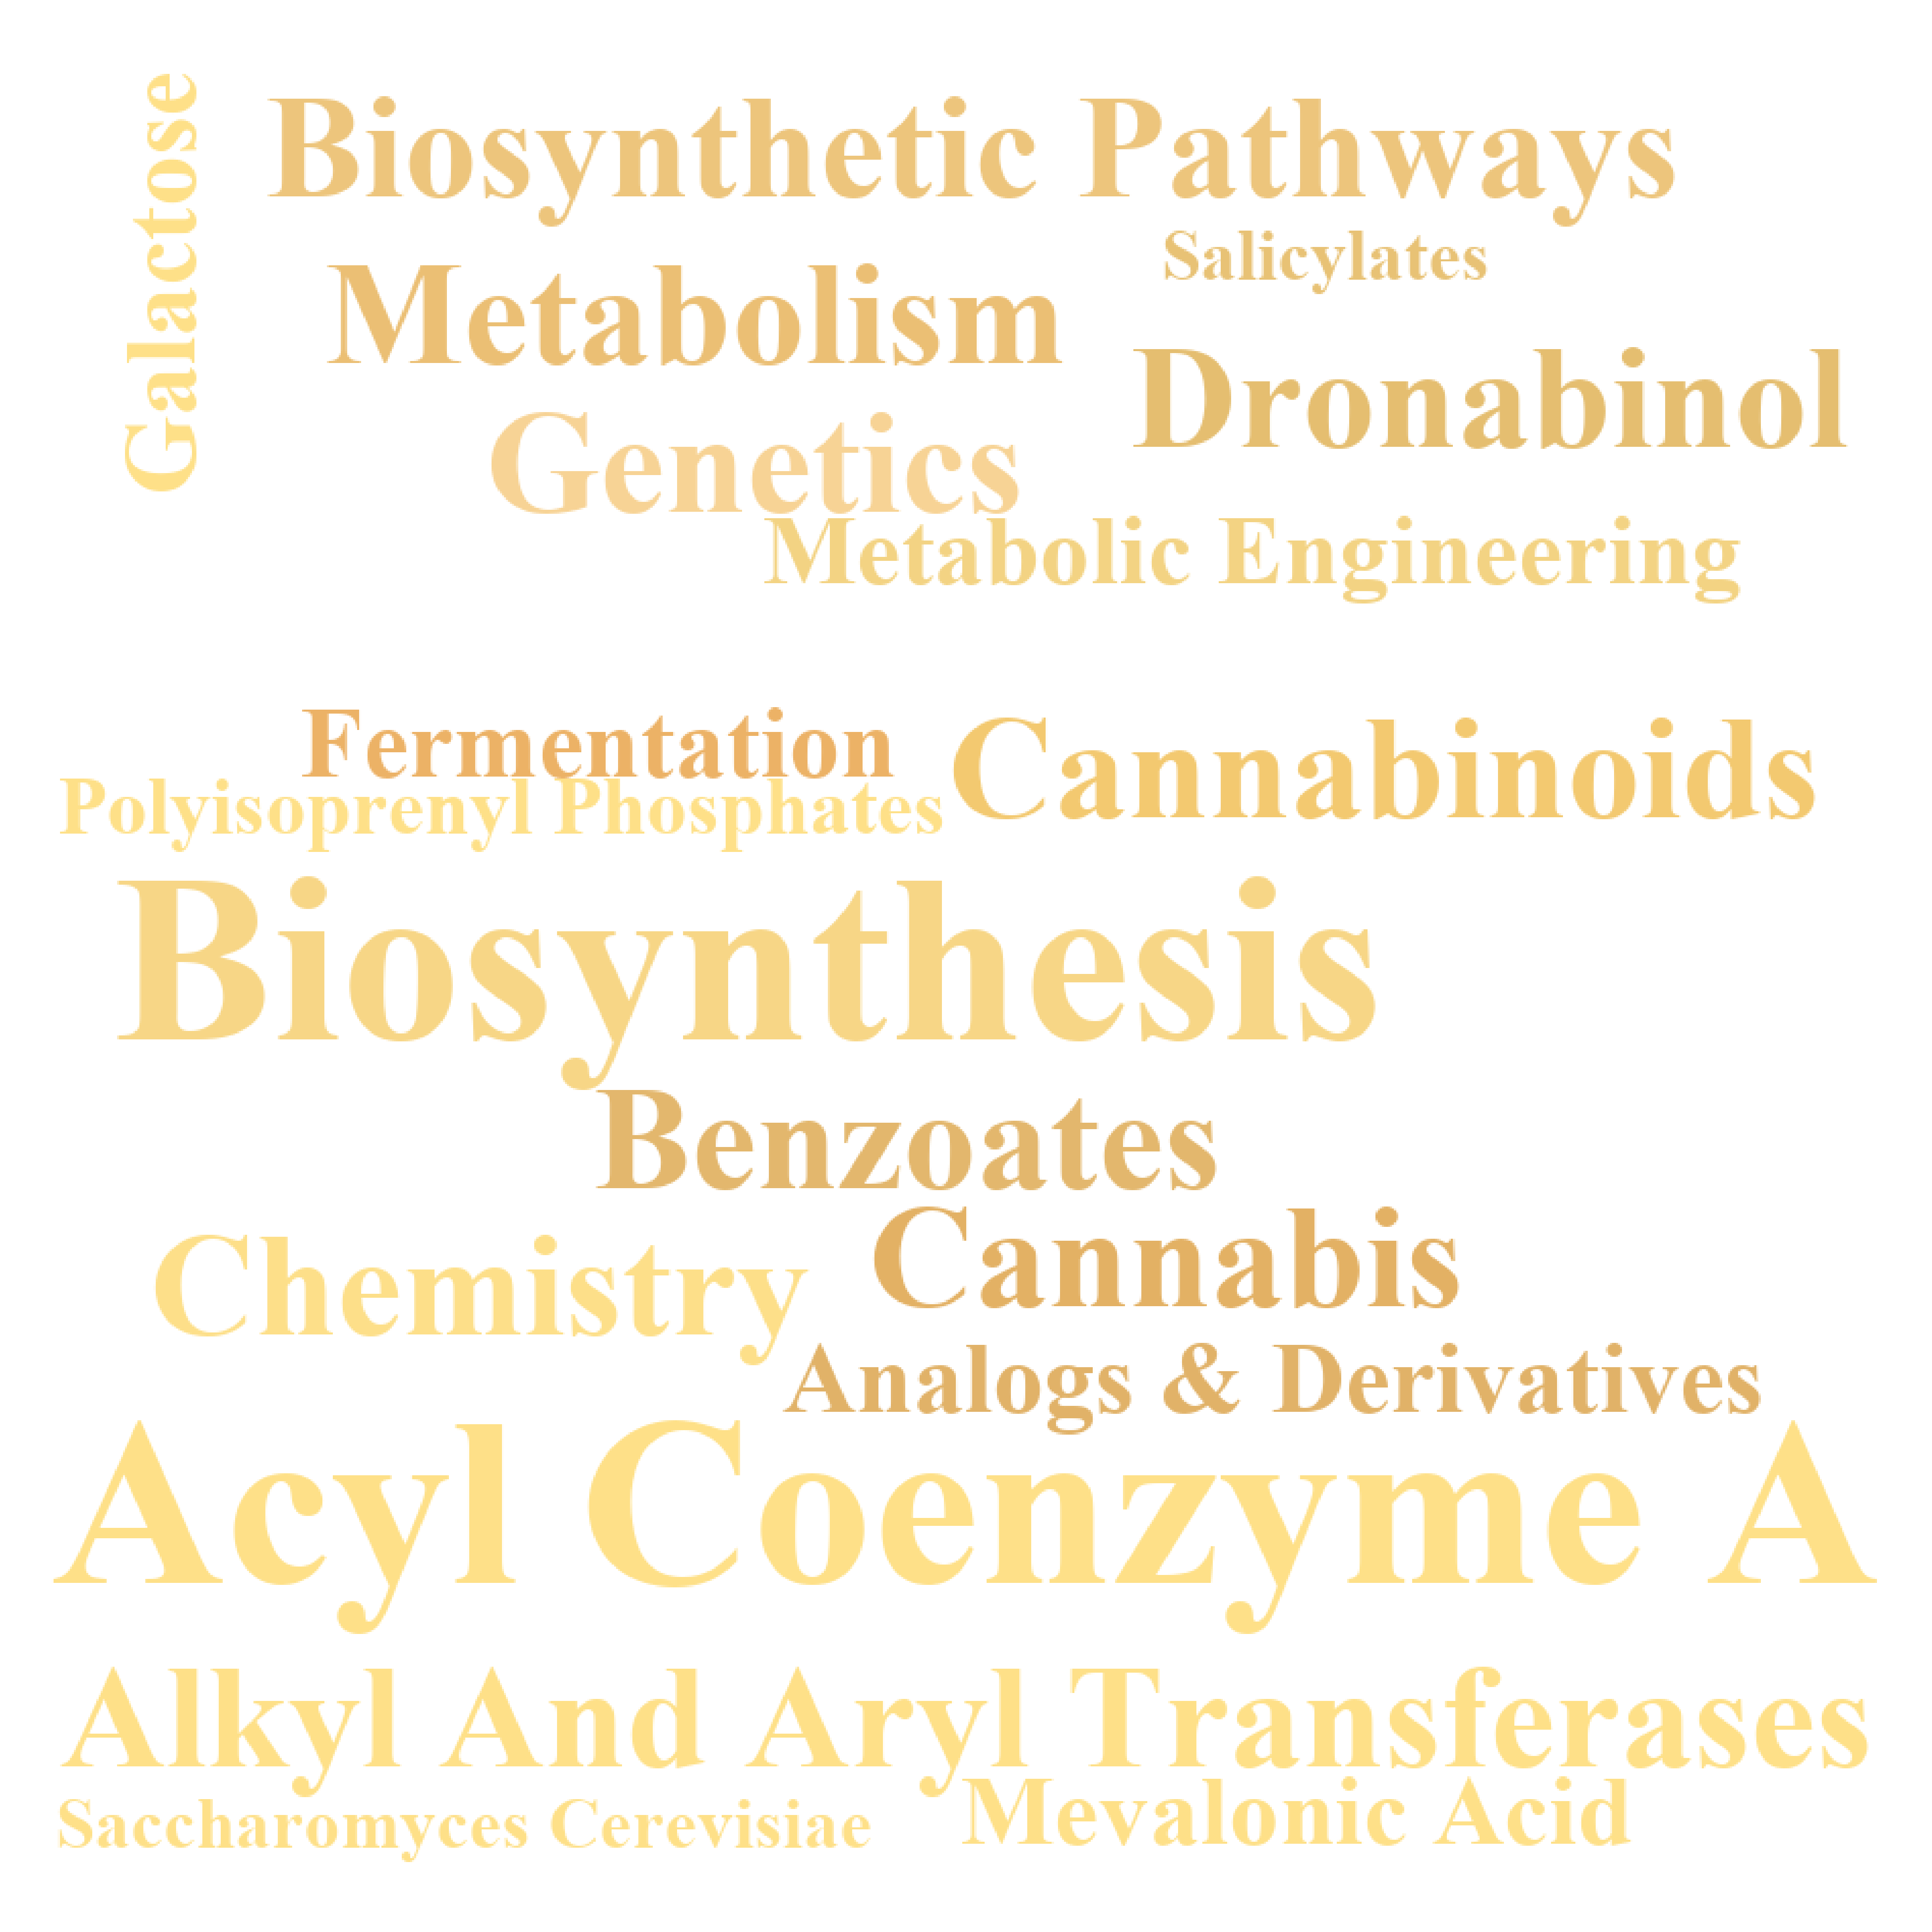 Galactose
Biosynthetic Pathways
Salicylates
Metabolism
Dronabinol
Genetics
Metabolic Engineering
Fermentation
Cannabinoids
Polyisoprenyl Phosphates
Biosynthesis
Benzoates
Cannabis
Chemistry
Analogs & Derivatives
Acyl Coenzyme A
Alkyl And Aryl Transferases
Saccharomyces Cerevisiae
Mevalonic Acid